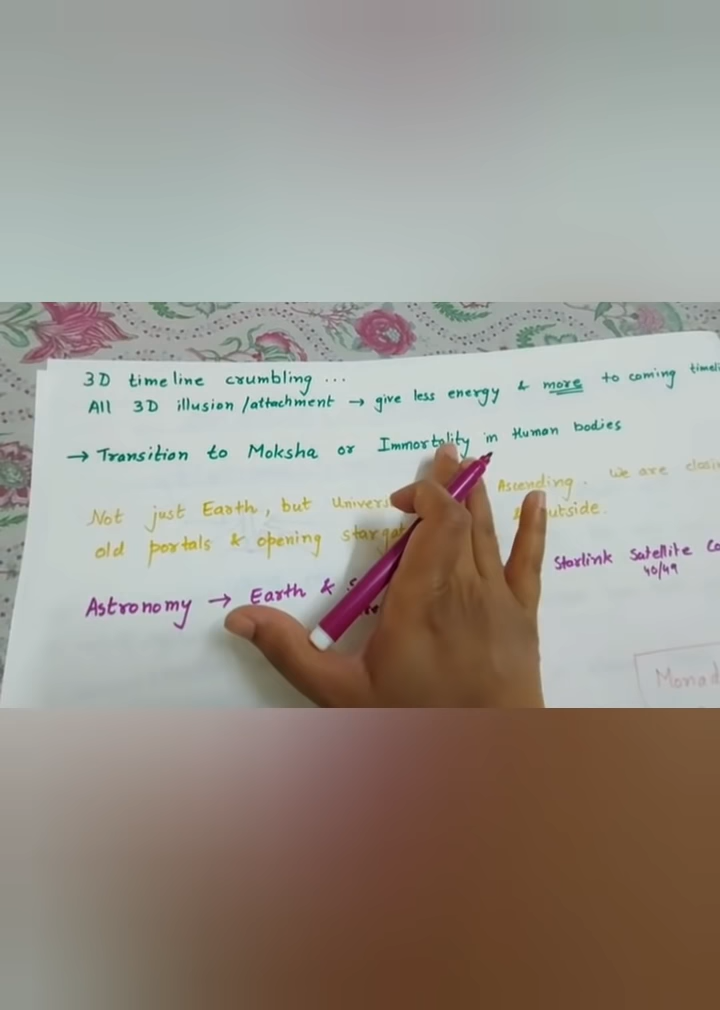 3D timeline crumbling ...
All 3D illusion/attachment → give less energy & more to coming
→ Transition to Moksha or Immortality in Human bodies
Not just Earth, but Ascending. We are
old portals & opening outside.
Astronomy → Earth & Starlink Satellite
40/49